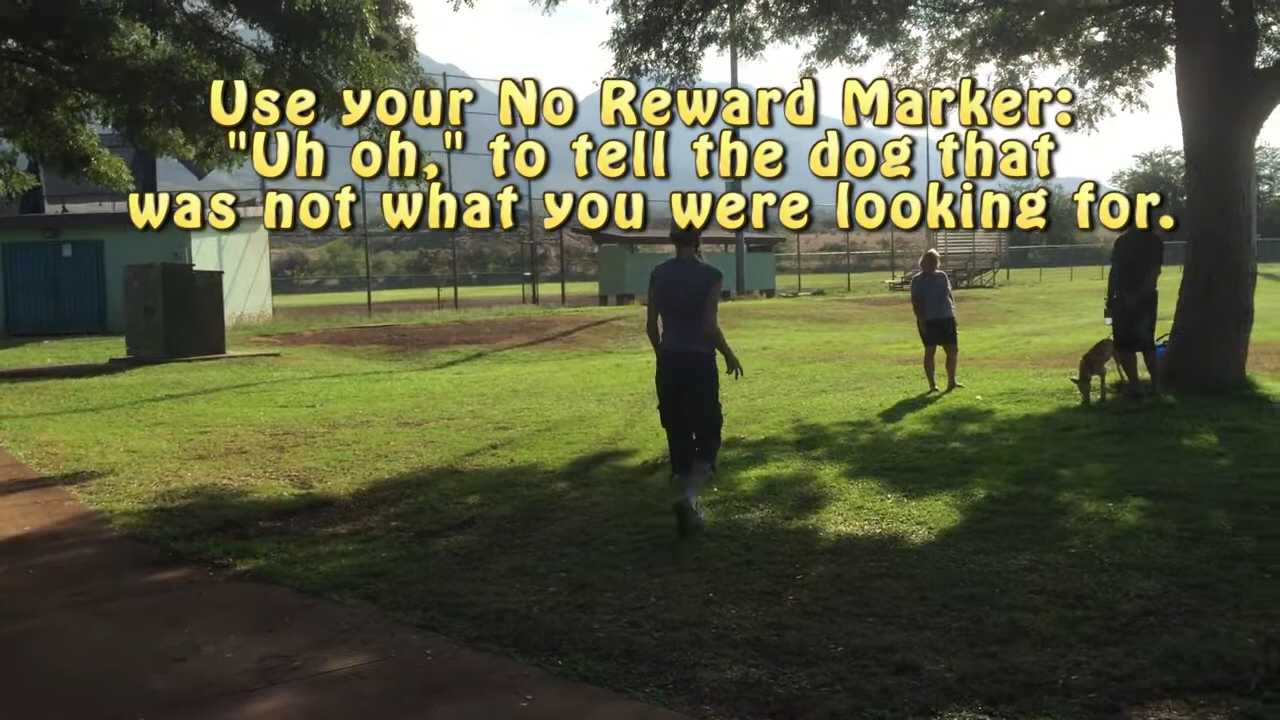 Use your No Reward Marker:
"Uh oh," to tell the dog that
was not what you were looking for.